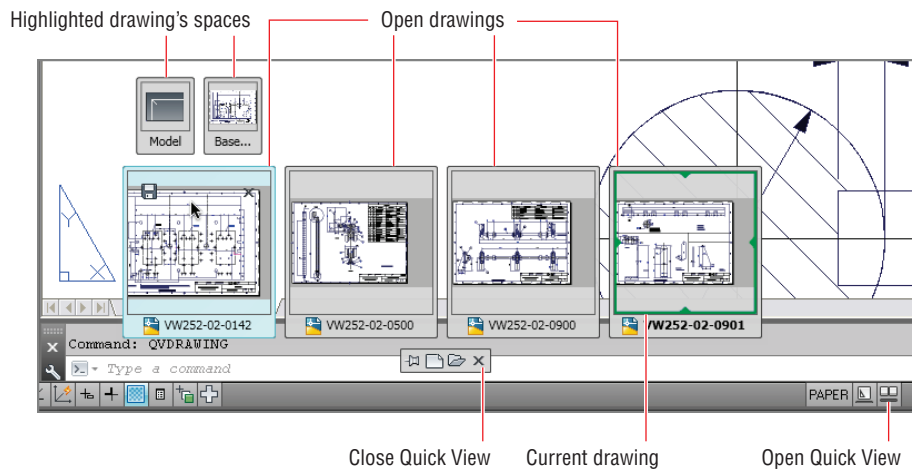 Highlighted drawing's spaces
Open drawings
Model
Base...
Y
X
VW252-02-0142
VW252-02-0500
VW252-02-0900
VW252-02-0901
Command: QVDRAWING
Type a command
PAPER
Close Quick View
Current drawing
Open Quick View